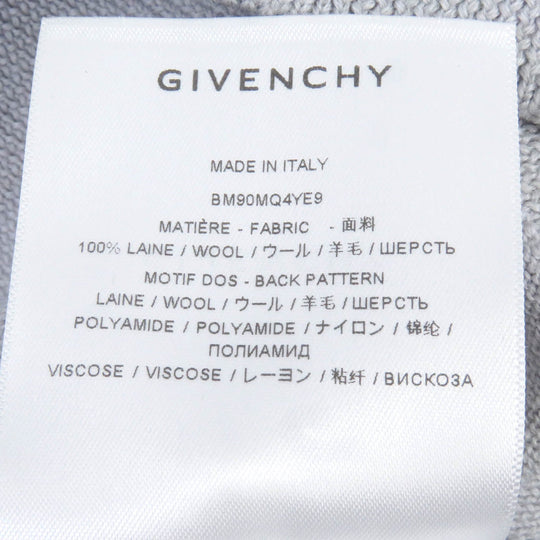 GIVENCHY
MADE IN ITALY
BM90MQ4YE9
MATIÈRE - FABRIC - 面料
100% LAINE / WOOL / ウール / 羊毛 / ШЕРСТЬ
MOTIF DOS - BACK PATTERN
LAINE / WOOL / ウール / 羊毛 / ШЕРСТЬ
POLYAMIDE / POLYAMIDE / ナイロン / 锦纶 /
ПОЛИАМИД
VISCOSE / VISCOSE / レーヨン / 粘纤 / ВИСКОЗА